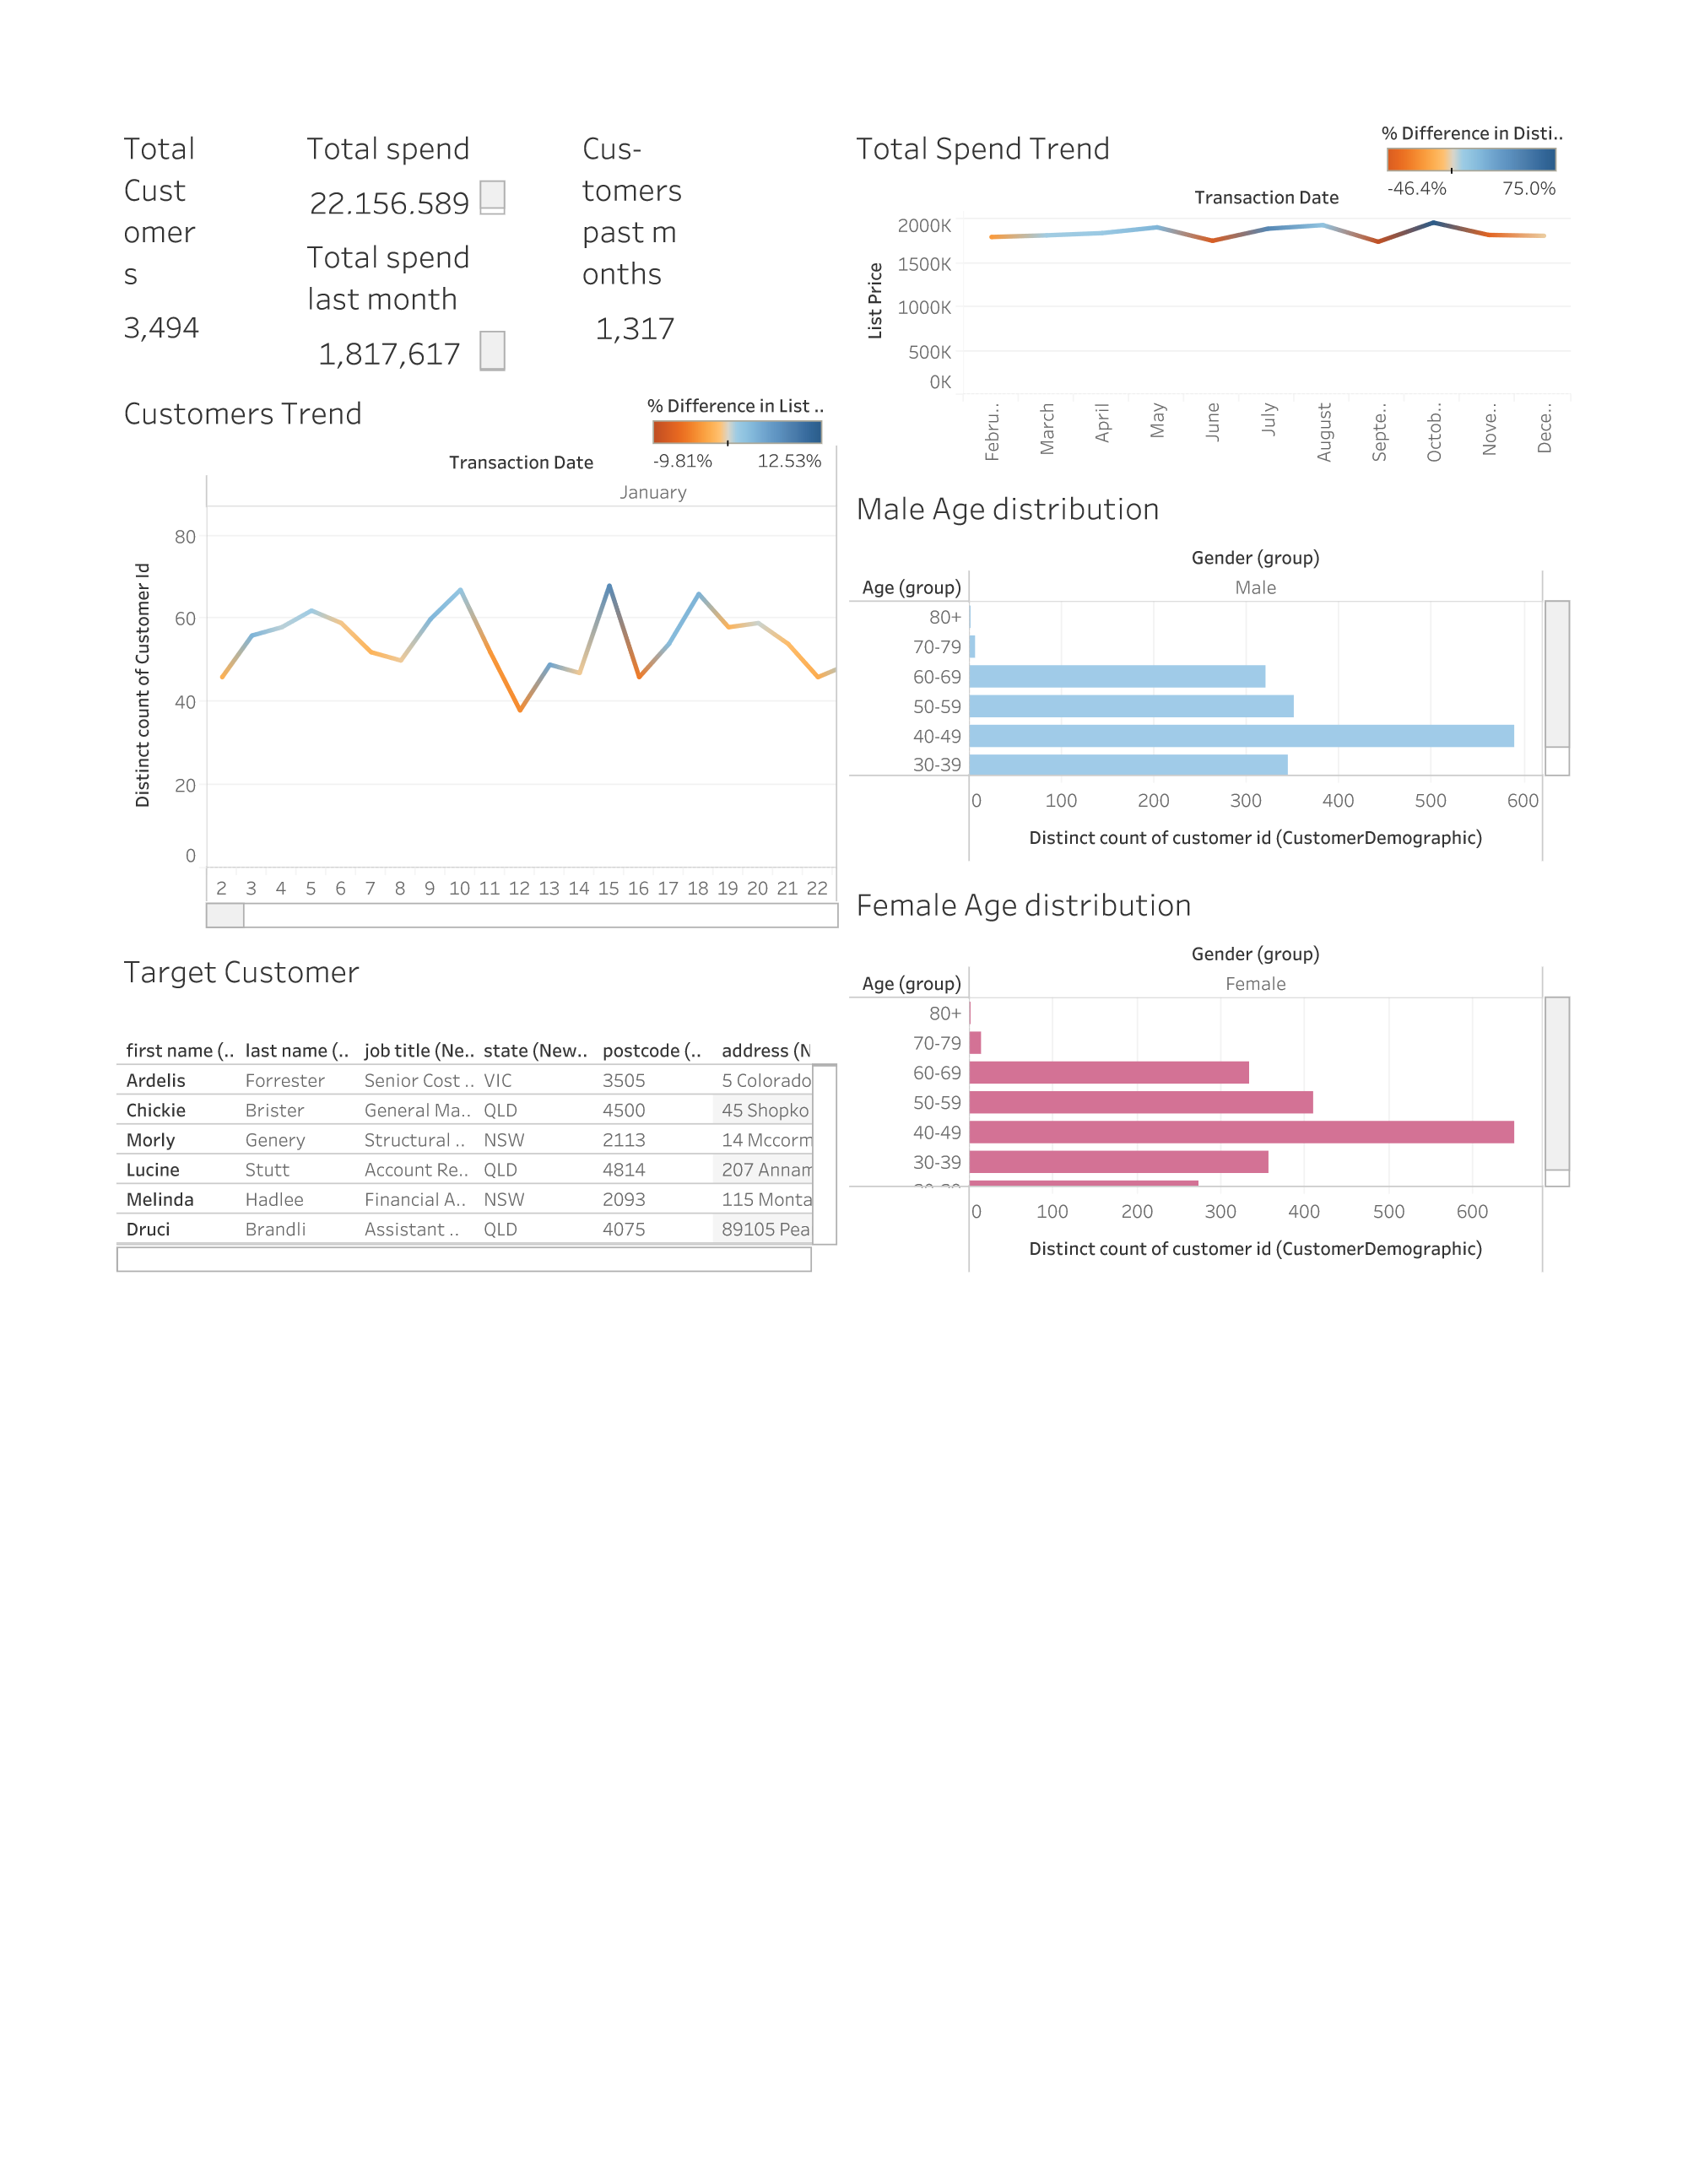 Total
Cust
omer
s
3,494
Total spend
22.156.589
Total spend
last month
1,817,617
Cus-
tomers
past m
onths
1,317
Total Spend Trend
% Difference in Disti..
-46.4% 75.0%
Transaction Date
2000K
1500K
1000K
500K
0K
List Price
Febru..
March
April
May
June
July
August
Septe..
Octob..
Nove..
Dece..
Customers Trend
% Difference in List ..
-9.81% 12.53%
Transaction Date
January
80
60
40
20
0
Distinct count of Customer Id
2 3 4 5 6 7 8 9 10 11 12 13 14 15 16 17 18 19 20 21 22
Male Age distribution
Gender (group)
Age (group) Male
80+
70-79
60-69
50-59
40-49
30-39
0 100 200 300 400 500 600
Distinct count of customer id (CustomerDemographic)
Female Age distribution
Gender (group)
Age (group) Female
80+
70-79
60-69
50-59
40-49
30-39
0 100 200 300 400 500 600
Distinct count of customer id (CustomerDemographic)
Target Customer
first name (.. last name (.. job title (Ne.. state (New.. postcode (.. address (N
Ardelis Forrester Senior Cost .. VIC 3505 5 Colorado
Chickie Brister General Ma.. QLD 4500 45 Shopko
Morly Genery Structural .. NSW 2113 14 Mccorm
Lucine Stutt Account Re.. QLD 4814 207 Annam
Melinda Hadlee Financial A.. NSW 2093 115 Monta
Druci Brandli Assistant .. QLD 4075 89105 Pea